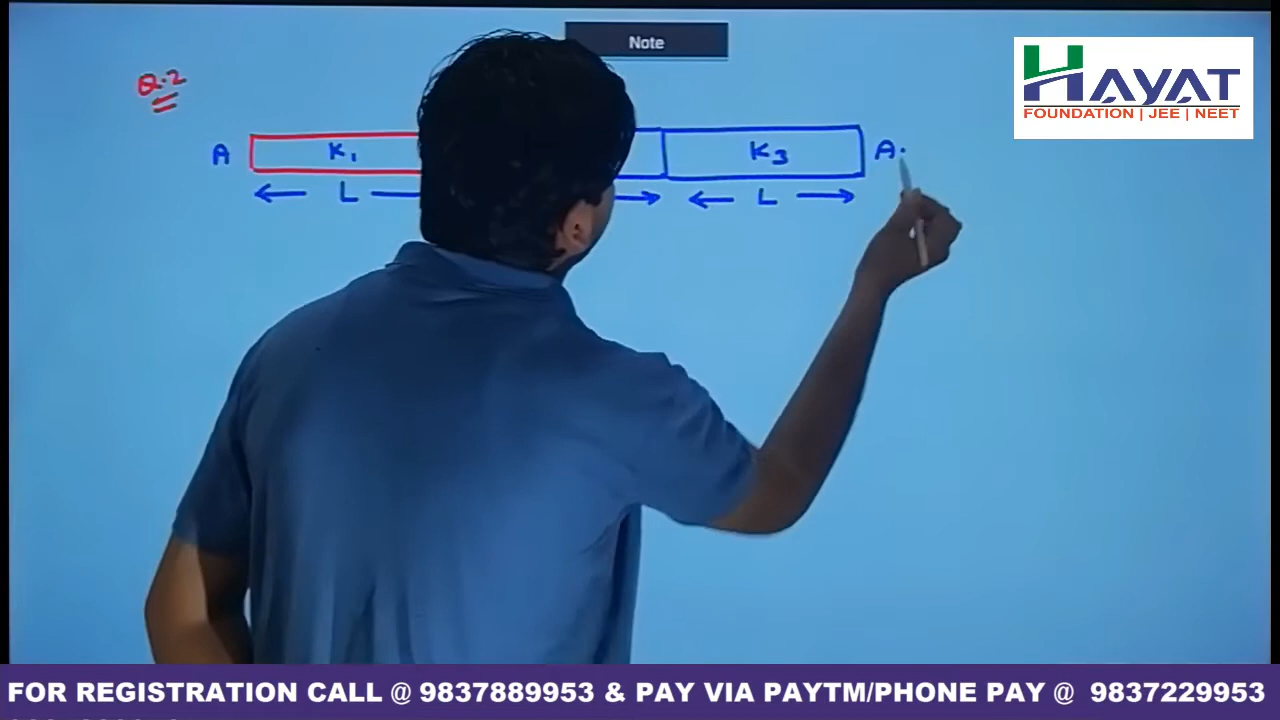 Note
HAYAT
FOUNDATION | JEE | NEET
Q.2
A K₁ K₃ A.
L L
FOR REGISTRATION CALL @ 9837889953 & PAY VIA PAYTM/PHONE PAY @ 9837229953